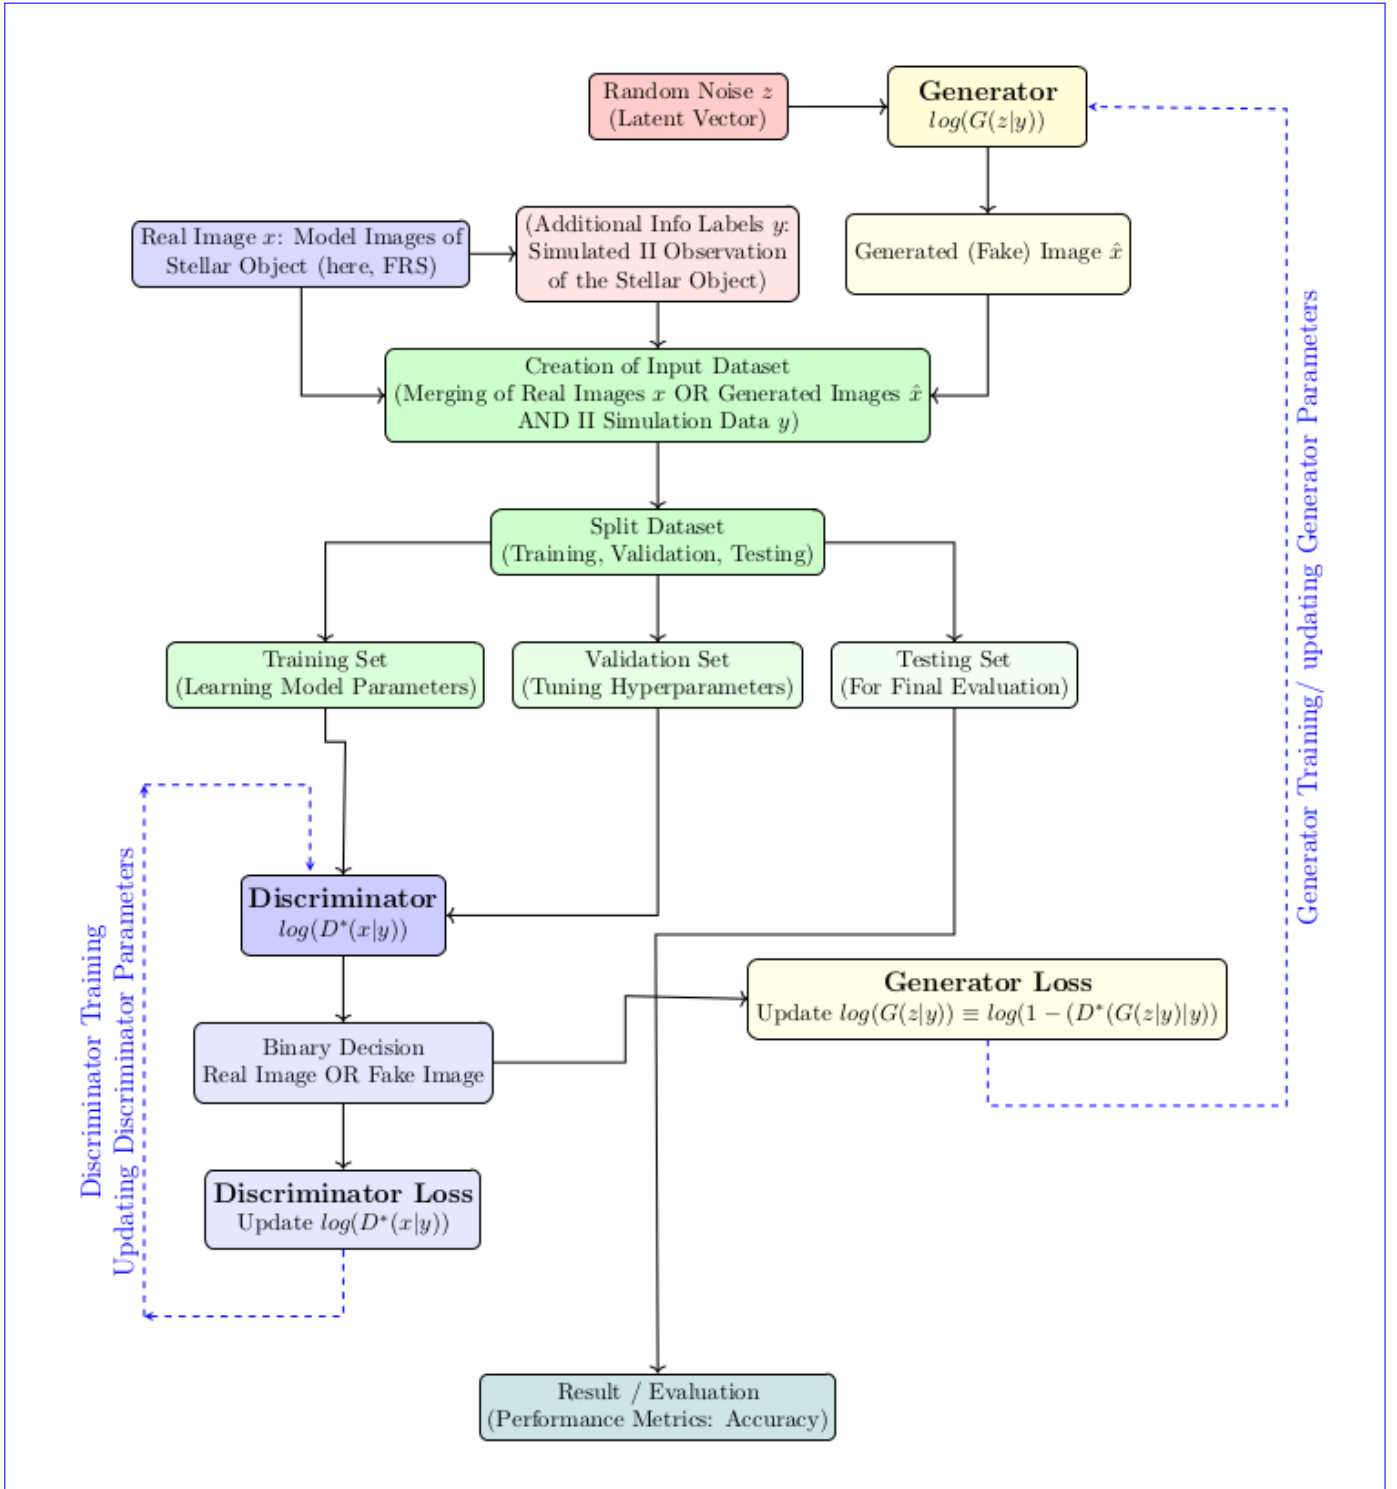 Random Noise z
(Latent Vector)
Generator
log(G(z|y))
Real Image x: Model Images of
Stellar Object (here, FRS)
(Additional Info Labels y:
Simulated II Observation
of the Stellar Object)
Generated (Fake) Image x̂
Creation of Input Dataset
(Merging of Real Images x OR Generated Images x̂
AND II Simulation Data y)
Split Dataset
(Training, Validation, Testing)
Training Set
(Learning Model Parameters)
Validation Set
(Tuning Hyperparameters)
Testing Set
(For Final Evaluation)
Generator Training/ updating Generator Parameters
Discriminator
log(D*(x|y))
Discriminator Training
Updating Discriminator Parameters
Generator Loss
Update log(G(z|y)) ≡ log(1 − (D*(G(z|y)|y))
Binary Decision
Real Image OR Fake Image
Discriminator Loss
Update log(D*(x|y))
Result / Evaluation
(Performance Metrics: Accuracy)